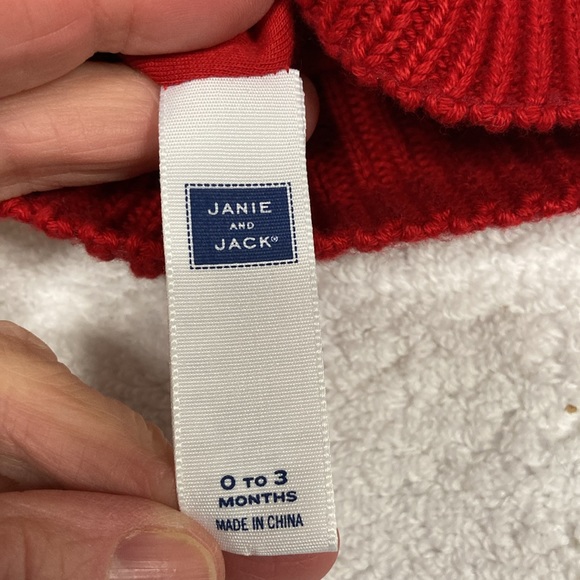 JANIE
AND
JACK®
0 TO 3
MONTHS
MADE IN CHINA